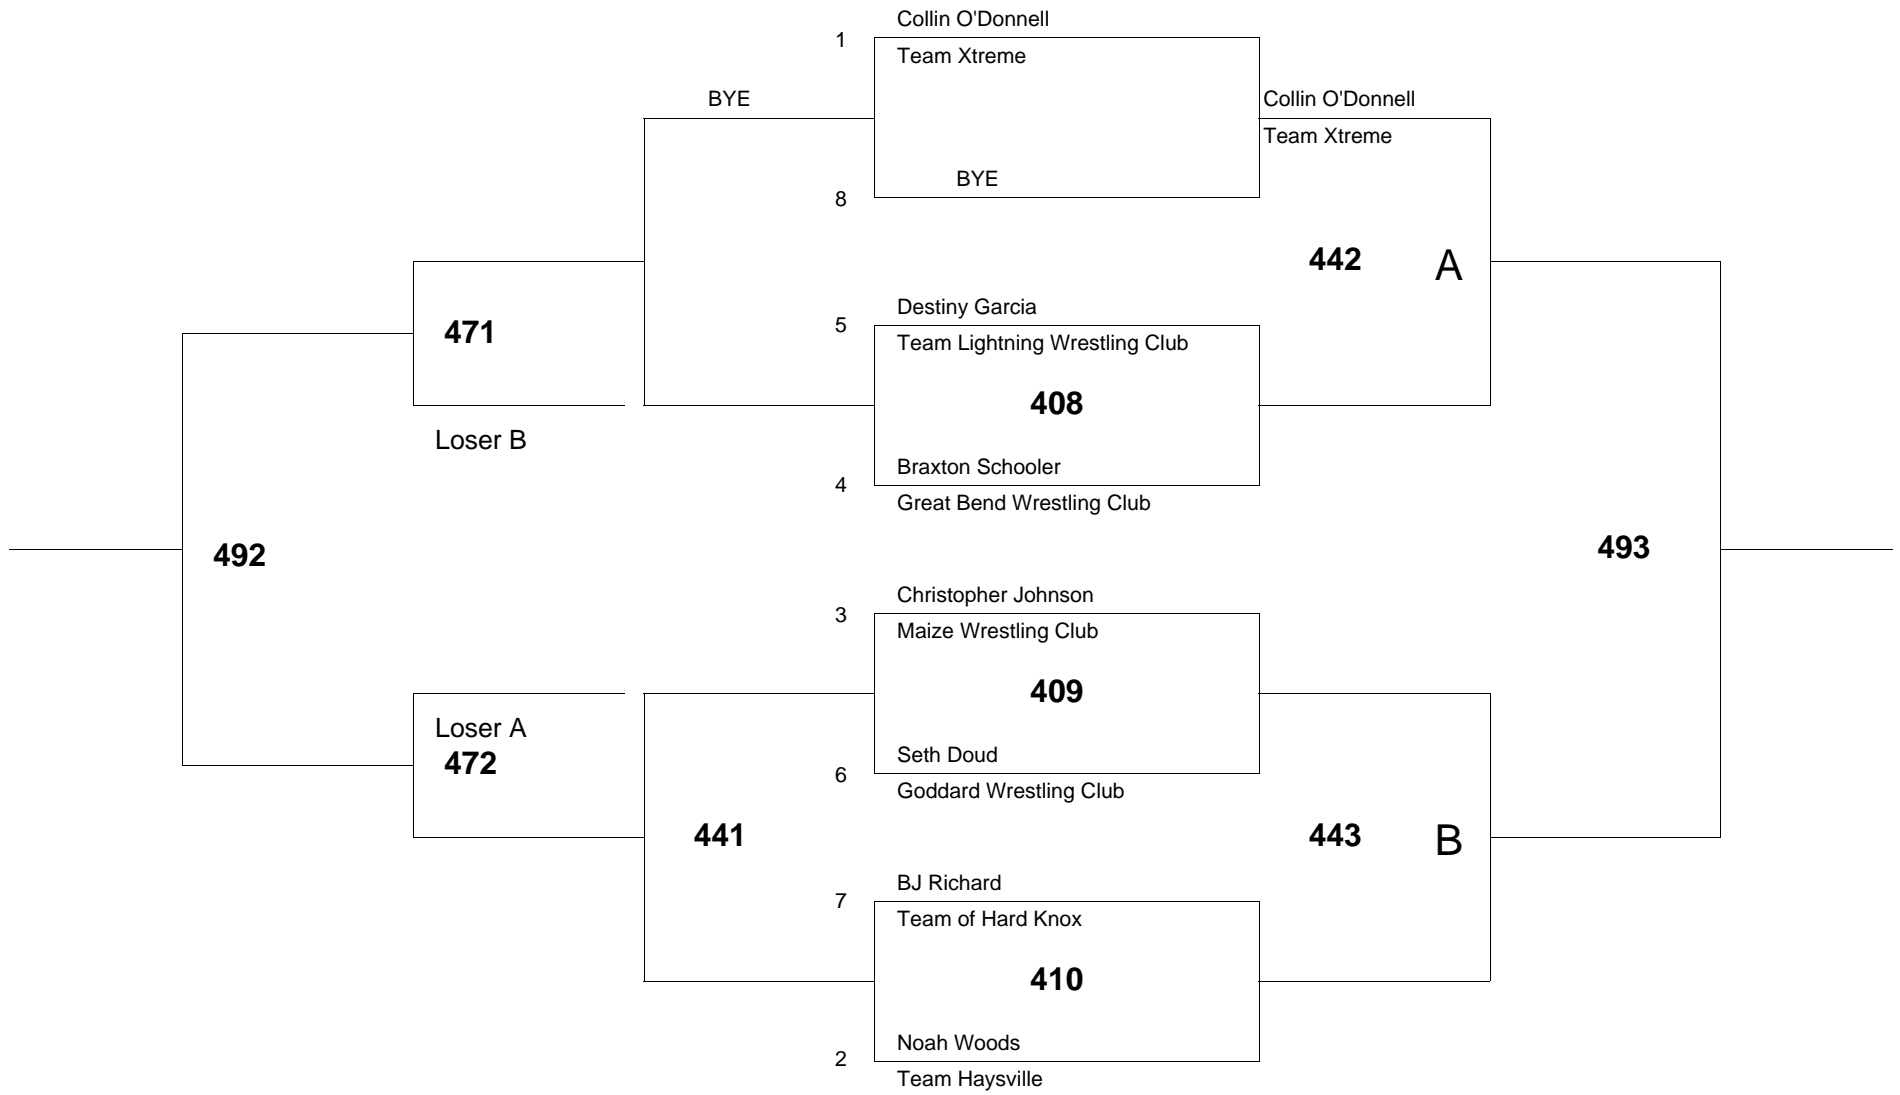 Collin O'Donnell
1
Team Xtreme
BYE
Collin O'Donnell
Team Xtreme
BYE
8
442
A
Destiny Garcia
5
Team Lightning Wrestling Club
471
408
Loser B
Braxton Schooler
4
Great Bend Wrestling Club
492
493
Christopher Johnson
3
Maize Wrestling Club
409
Loser A
472
Seth Doud
6
Goddard Wrestling Club
441
443
B
BJ Richard
7
Team of Hard Knox
410
Noah Woods
2
Team Haysville